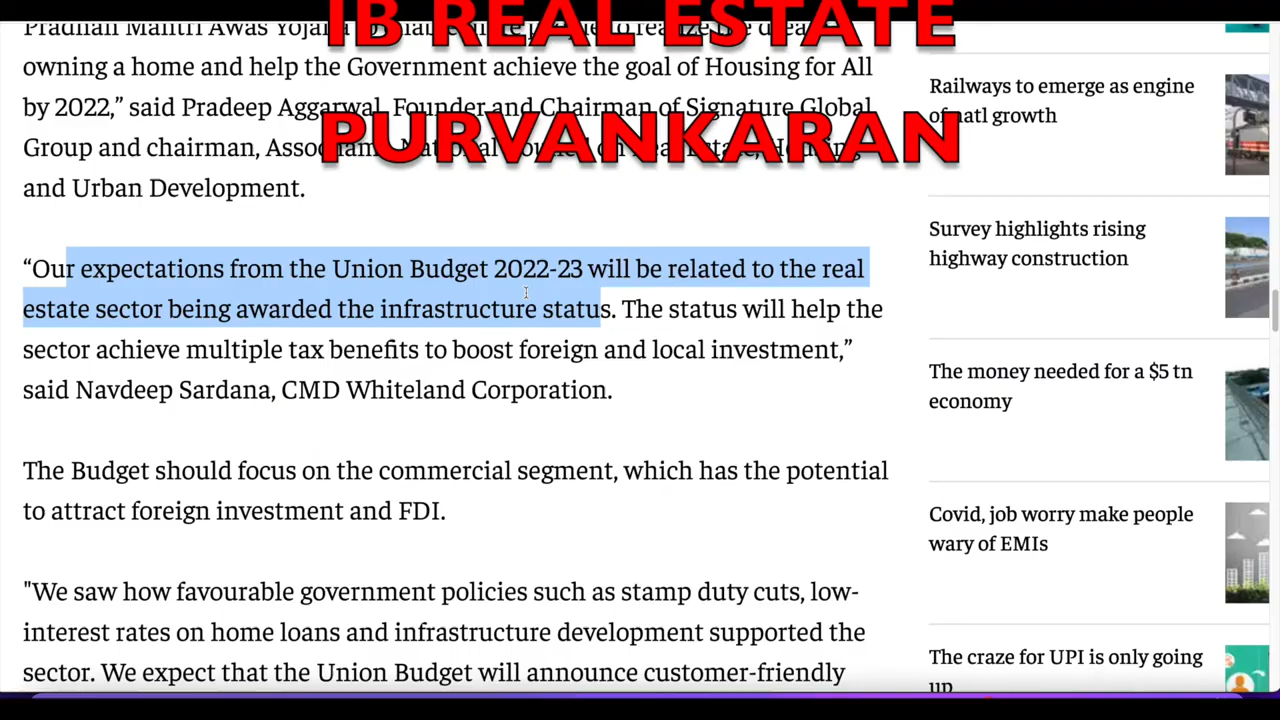 IB REAL ESTATE
PURVANKARAN
Pradhan Mantri Awas Yojana
owning a home and help the Government achieve the goal of Housing for All
by 2022,” said Pradeep Aggarwal, Founder and Chairman of Signature Global
Group and chairman,
and Urban Development.
“Our expectations from the Union Budget 2022-23 will be related to the real
estate sector being awarded the infrastructure status. The status will help the
sector achieve multiple tax benefits to boost foreign and local investment,”
said Navdeep Sardana, CMD Whiteland Corporation.
The Budget should focus on the commercial segment, which has the potential
to attract foreign investment and FDI.
"We saw how favourable government policies such as stamp duty cuts, low-
interest rates on home loans and infrastructure development supported the
sector. We expect that the Union Budget will announce customer-friendly
Railways to emerge as engine
of natl growth
Survey highlights rising
highway construction
The money needed for a $5 tn
economy
Covid, job worry make people
wary of EMIs
The craze for UPI is only going
up